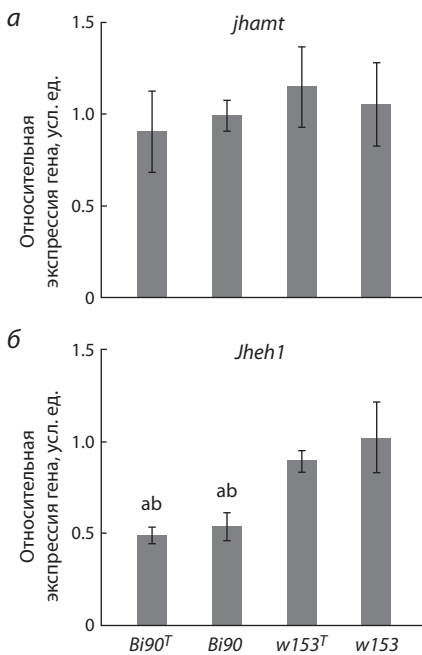 а
jhamt
Относительная
экспрессия гена, усл. ед.
1.5
1.0
0.5
0
б
Jheh1
Относительная
экспрессия гена, усл. ед.
1.5
1.0
0.5
0
ab
ab
Bi90ᵀ Bi90 w153ᵀ w153